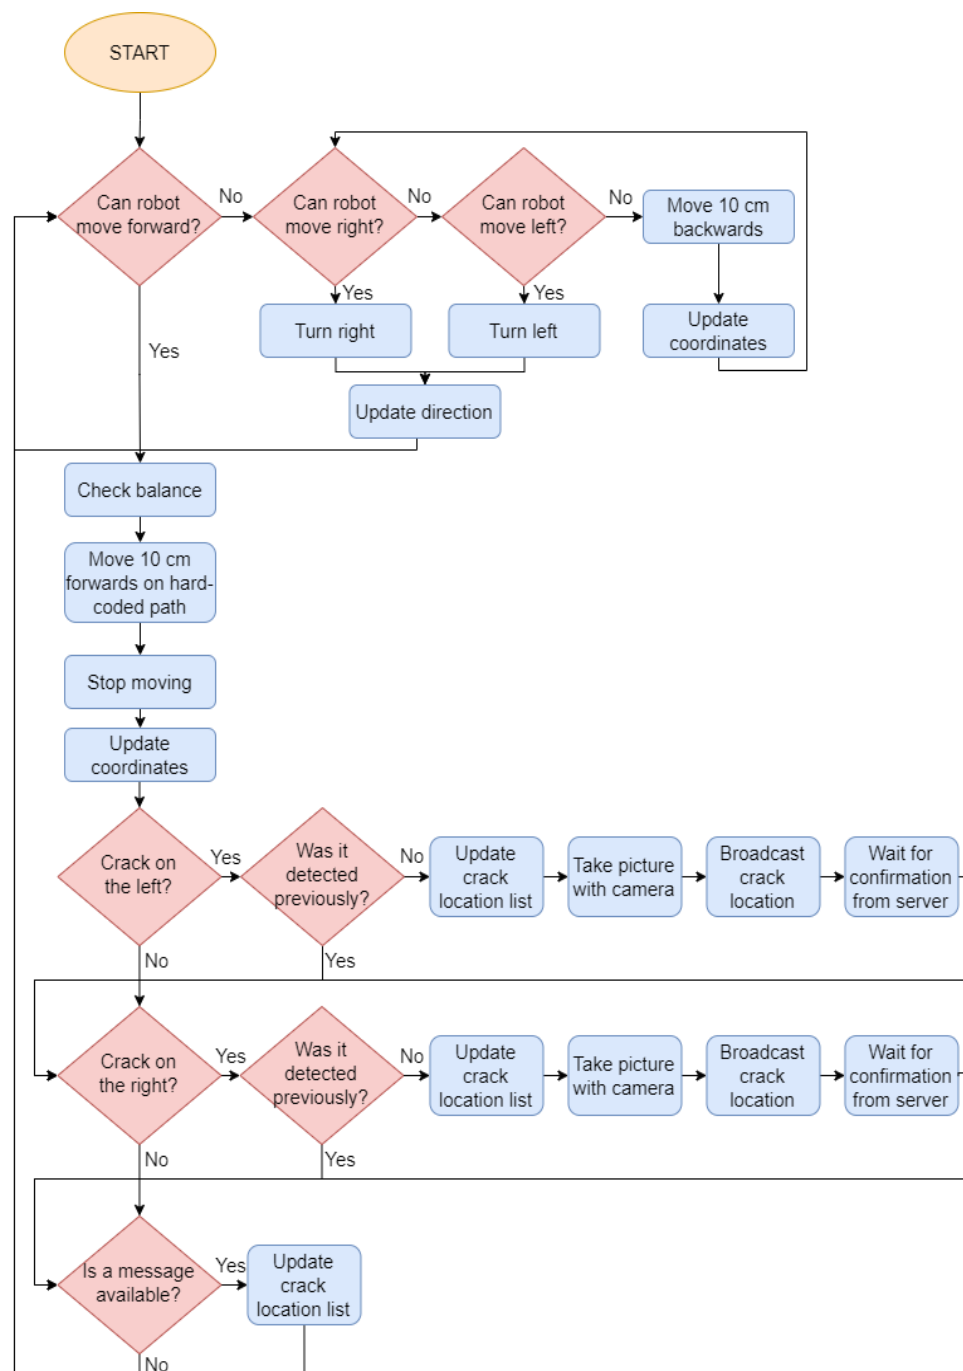 START
Can robot
move forward?
No
Can robot
move right?
No
Can robot
move left?
No
Move 10 cm
backwards
Yes
Yes
Turn right
Turn left
Update
coordinates
Yes
Update direction
Check balance
Move 10 cm
forwards on hard-
coded path
Stop moving
Update
coordinates
Crack on
the left?
Yes
Was it
detected
previously?
No
Update
crack
location list
Take picture
with camera
Broadcast
crack
location
Wait for
confirmation
from server
No
Yes
Crack on
the right?
Yes
Was it
detected
previously?
No
Update
crack
location list
Take picture
with camera
Broadcast
crack
location
Wait for
confirmation
from server
No
Yes
Is a message
available?
Yes
Update
crack
location list
No